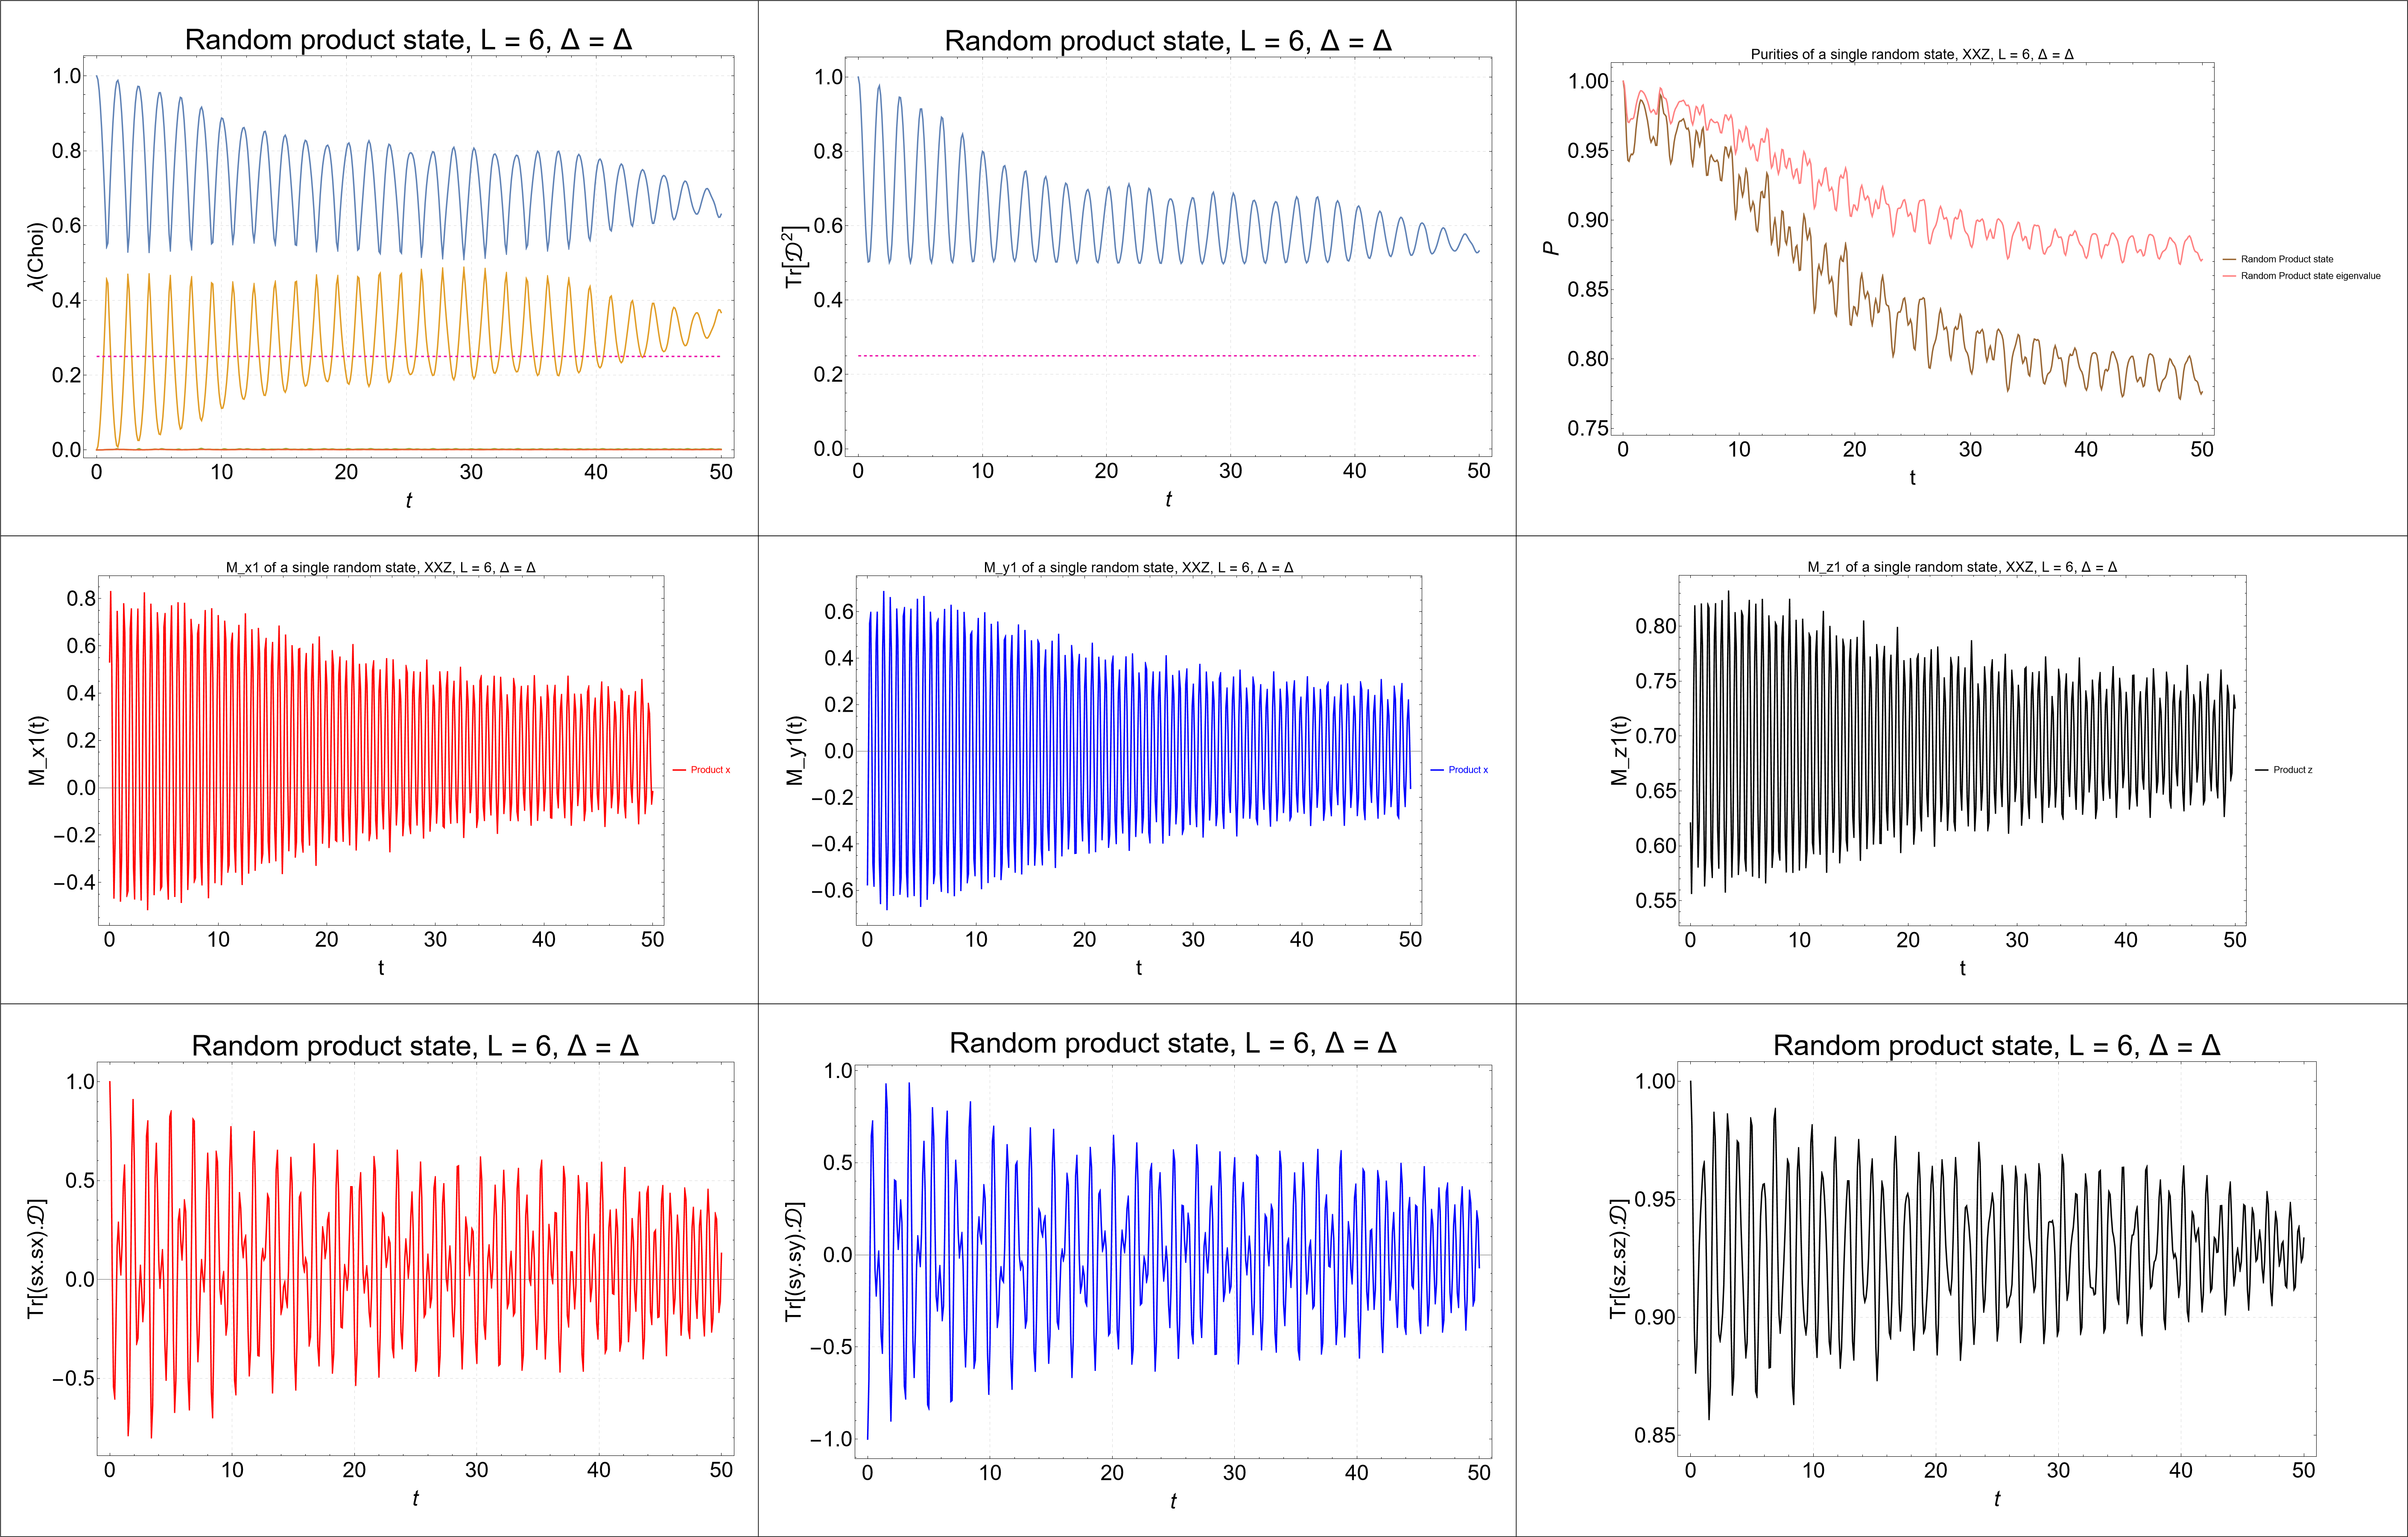 Random product state, L = 6, Δ = Δ
λ(Choi)
1.0
0.8
0.6
0.4
0.2
0.0
0 10 20 30 40 50
t
Random product state, L = 6, Δ = Δ
Tr[𝒟²]
1.0
0.8
0.6
0.4
0.2
0.0
0 10 20 30 40 50
t
Purities of a single random state, XXZ, L = 6, Δ = Δ
P
1.00
0.95
0.90
0.85
0.80
0.75
0 10 20 30 40 50
t
Random Product state
Random Product state eigenvalue
M_x1 of a single random state, XXZ, L = 6, Δ = Δ
M_x1(t)
0.8
0.6
0.4
0.2
0.0
−0.2
−0.4
0 10 20 30 40 50
t
Product x
M_y1 of a single random state, XXZ, L = 6, Δ = Δ
M_y1(t)
0.6
0.4
0.2
0.0
−0.2
−0.4
−0.6
0 10 20 30 40 50
t
Product x
M_z1 of a single random state, XXZ, L = 6, Δ = Δ
M_z1(t)
0.80
0.75
0.70
0.65
0.60
0.55
0 10 20 30 40 50
t
Product z
Random product state, L = 6, Δ = Δ
Tr[(sx.sx).𝒟]
1.0
0.5
0.0
−0.5
0 10 20 30 40 50
t
Random product state, L = 6, Δ = Δ
Tr[(sy.sy).𝒟]
1.0
0.5
0.0
−0.5
−1.0
0 10 20 30 40 50
t
Random product state, L = 6, Δ = Δ
Tr[(sz.sz).𝒟]
1.00
0.95
0.90
0.85
0 10 20 30 40 50
t